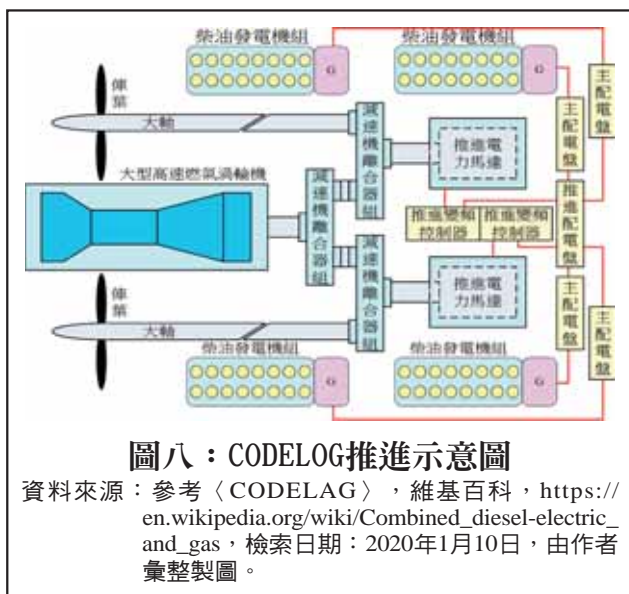 柴油發電機組
柴油發電機組
G
G
俥葉
大軸
減速機離合器組
推進電
力馬達
主配電盤
主配電盤
大型高速燃氣渦輪機
減速機離合器組
推進變頻
控制器
推進變頻
控制器
推進配電盤
減速機離合器組
推進電
力馬達
俥葉
大軸
主配電盤
主配電盤
柴油發電機組
柴油發電機組
G
G
圖八：CODELOG推進示意圖
資料來源：參考〈CODELAG〉，維基百科，https://
en.wikipedia.org/wiki/Combined_diesel-electric_
and_gas，檢索日期：2020年1月10日，由作者
彙整製圖。